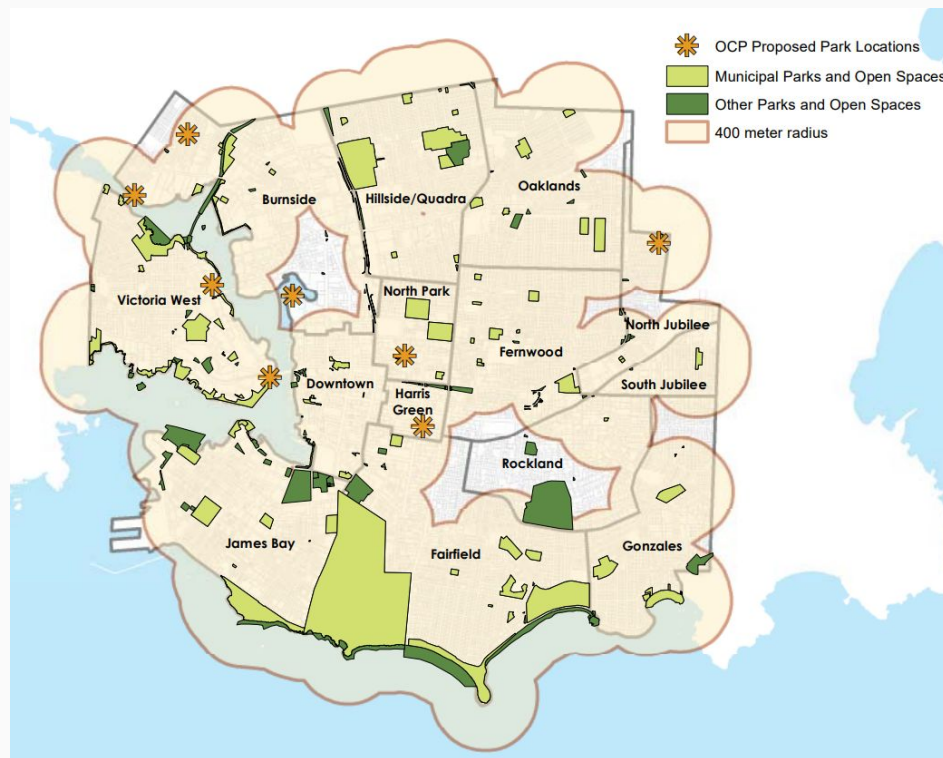 OCP Proposed Park Locations
Municipal Parks and Open Spaces
Other Parks and Open Spaces
400 meter radius
Burnside
Hillside/Quadra
Oaklands
Victoria West
North Park
North Jubilee
Fernwood
Downtown
South Jubilee
Harris
Green
Rockland
James Bay
Fairfield
Gonzales